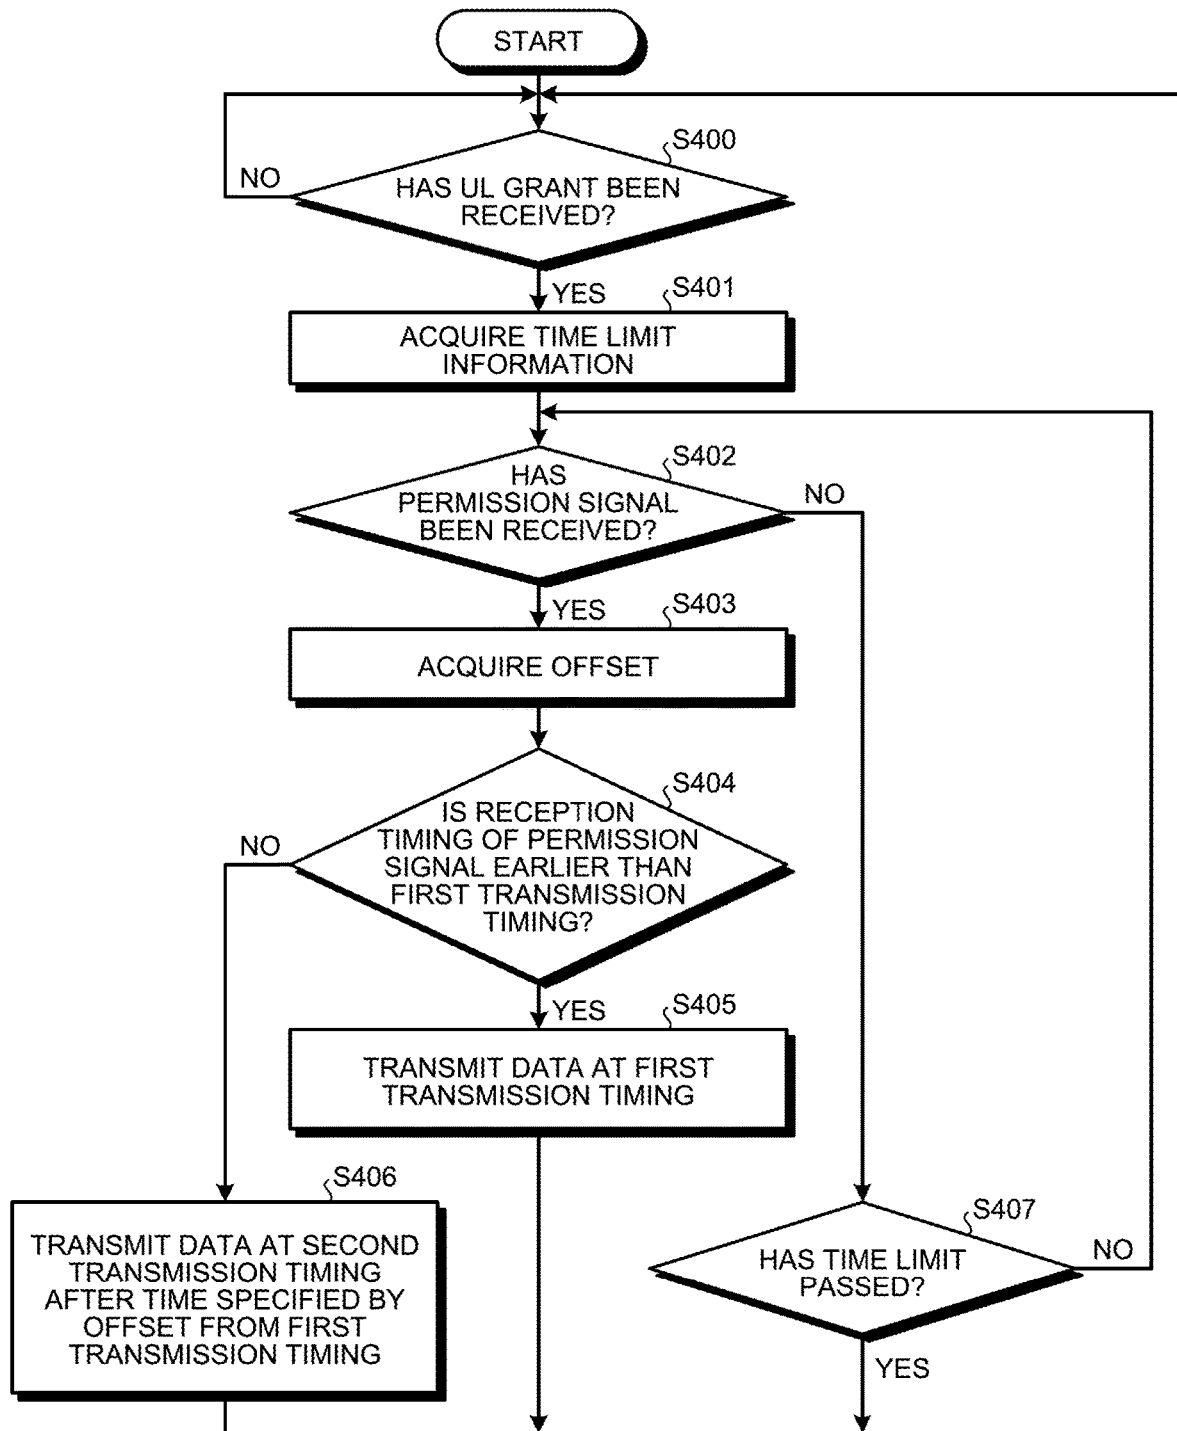 START
S400
NO
HAS UL GRANT BEEN
RECEIVED?
YES
S401
ACQUIRE TIME LIMIT
INFORMATION
S402
HAS
PERMISSION SIGNAL
BEEN RECEIVED?
NO
YES
S403
ACQUIRE OFFSET
S404
IS RECEPTION
TIMING OF PERMISSION
SIGNAL EARLIER THAN
FIRST TRANSMISSION
TIMING?
NO
YES
S405
TRANSMIT DATA AT FIRST
TRANSMISSION TIMING
S406
TRANSMIT DATA AT SECOND
TRANSMISSION TIMING
AFTER TIME SPECIFIED BY
OFFSET FROM FIRST
TRANSMISSION TIMING
S407
HAS TIME LIMIT
PASSED?
NO
YES